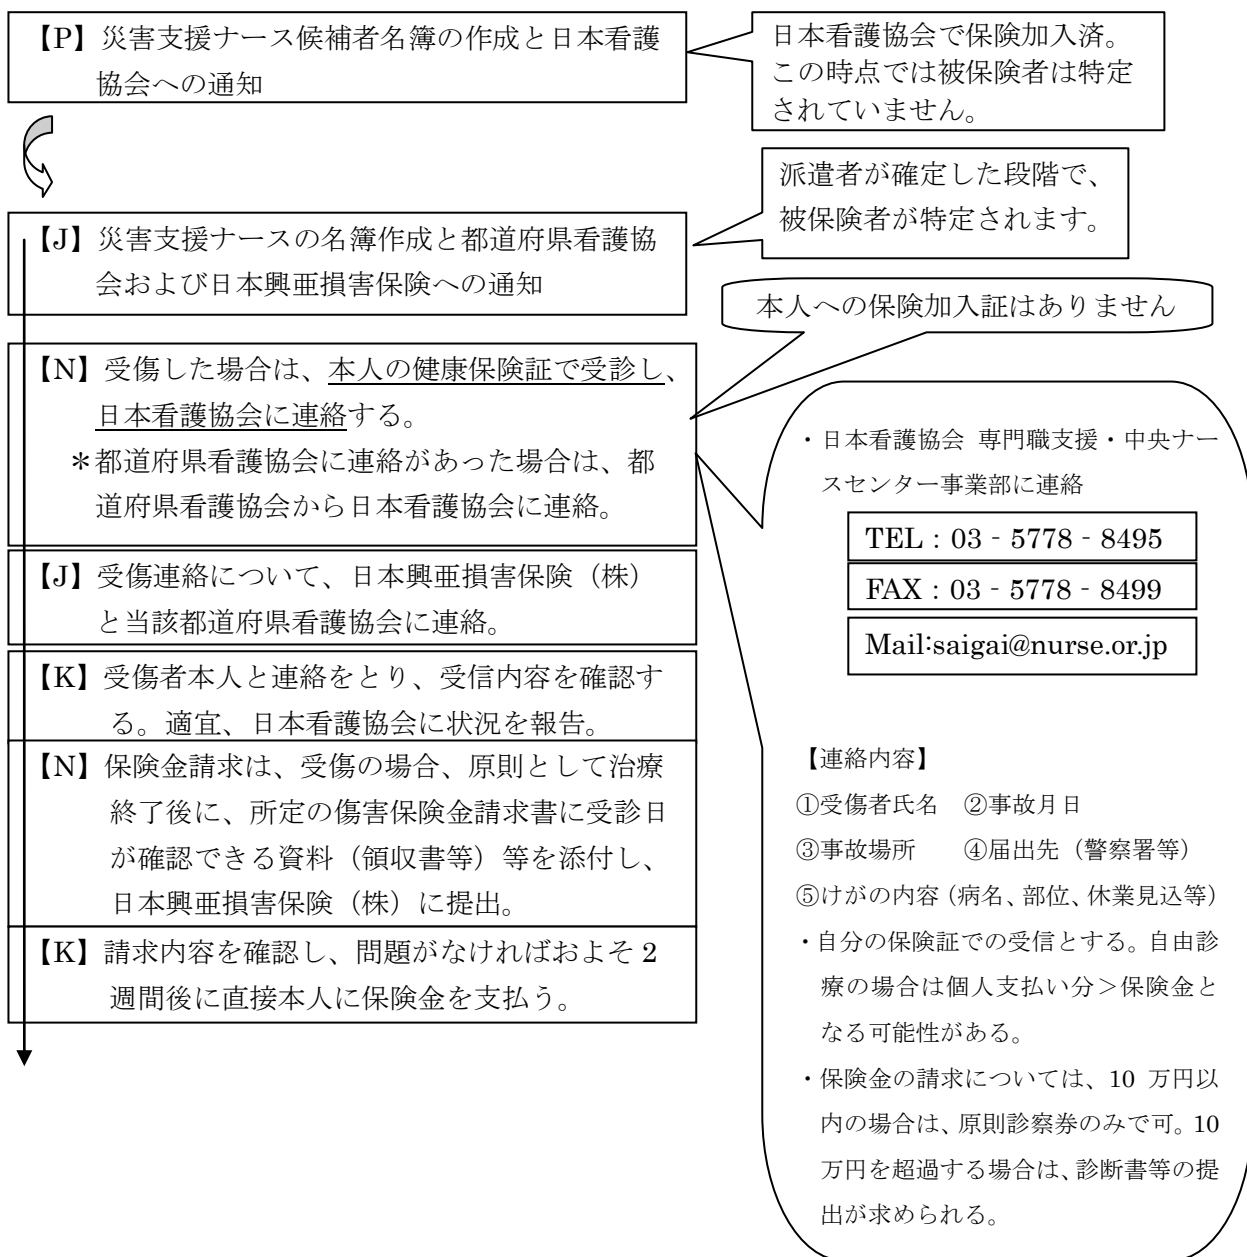 【P】災害支援ナース候補者名簿の作成と日本看護
協会への通知
日本看護協会で保険加入済。
この時点では被保険者は特定
されていません。
派遣者が確定した段階で、
被保険者が特定されます。
【J】災害支援ナースの名簿作成と都道府県看護協
会および日本興亜損害保険への通知
本人への保険加入証はありません
【N】受傷した場合は、本人の健康保険証で受診し、
日本看護協会に連絡する。
＊都道府県看護協会に連絡があった場合は、都
道府県看護協会から日本看護協会に連絡。
【J】受傷連絡について、日本興亜損害保険（株）
と当該都道府県看護協会に連絡。
【K】受傷者本人と連絡をとり、受信内容を確認す
る。適宜、日本看護協会に状況を報告。
【N】保険金請求は、受傷の場合、原則として治療
終了後に、所定の傷害保険金請求書に受診日
が確認できる資料（領収書等）等を添付し、
日本興亜損害保険（株）に提出。
【K】請求内容を確認し、問題がなければおよそ 2
週間後に直接本人に保険金を支払う。
・日本看護協会 専門職支援・中央ナー
スセンター事業部に連絡
TEL：03‐5778‐8495
FAX：03‐5778‐8499
Mail:saigai@nurse.or.jp
【連絡内容】
①受傷者氏名 ②事故月日
③事故場所 ④届出先（警察署等）
⑤けがの内容（病名、部位、休業見込等）
・自分の保険証での受信とする。自由診
療の場合は個人支払い分＞保険金と
なる可能性がある。
・保険金の請求については、10 万円以
内の場合は、原則診察券のみで可。10
万円を超過する場合は、診断書等の提
出が求められる。